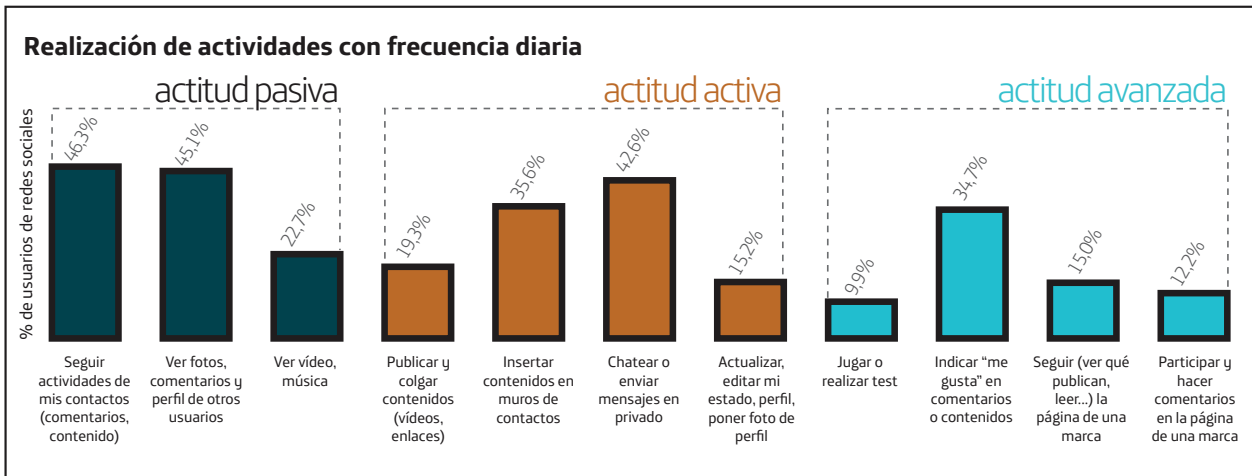 Realización de actividades con frecuencia diaria
actitud pasiva
actitud activa
actitud avanzada
% de usuarios de redes sociales
46,3%
45,1%
22,7%
19,3%
35,6%
42,6%
15,2%
9,9%
34,7%
15,0%
12,2%
Seguir
actividades de
mis contactos
(comentarios,
contenido)
Ver fotos,
comentarios y
perfil de otros
usuarios
Ver vídeo,
música
Publicar y
colgar
contenidos
(vídeos,
enlaces)
Insertar
contenidos en
muros de
contactos
Chatear o
enviar
mensajes en
privado
Actualizar,
editar mi
estado, perfil,
poner foto de
perfil
Jugar o
realizar test
Indicar “me
gusta” en
comentarios
o contenidos
Seguir (ver qué
publican,
leer...) la
página de una
marca
Participar y
hacer
comentarios
en la página
de una marca